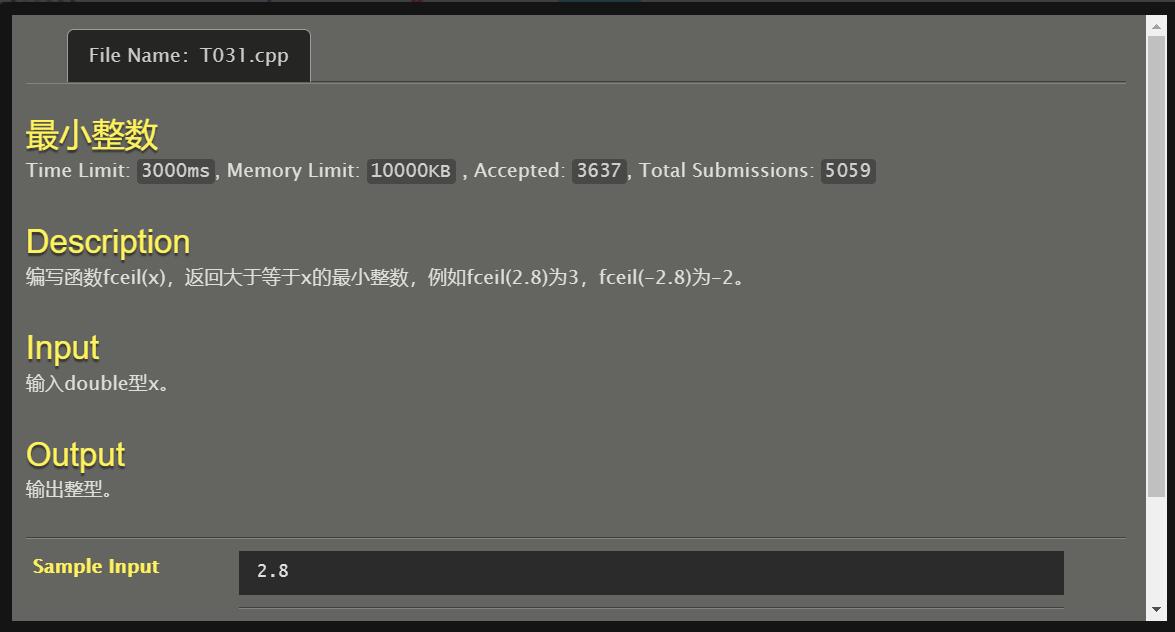 File Name：T031.cpp
最小整数
Time Limit: 3000ms, Memory Limit: 10000KB , Accepted: 3637, Total Submissions: 5059
Description
编写函数fceil(x)，返回大于等于x的最小整数，例如fceil(2.8)为3，fceil(-2.8)为-2。
Input
输入double型x。
Output
输出整型。
Sample Input
2.8